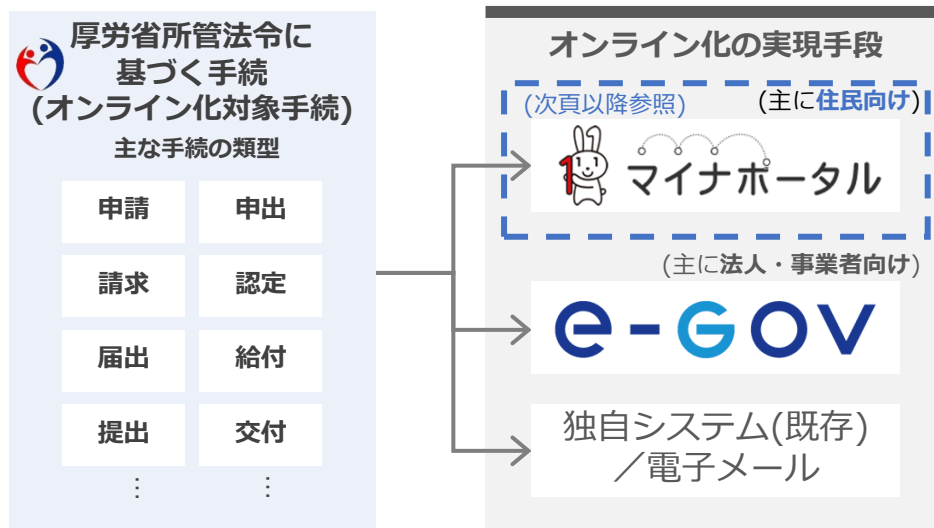 厚労省所管法令に
基づく手続
(オンライン化対象手続)
主な手続の類型
申請
申出
請求
認定
届出
給付
提出
交付
⋮
⋮
オンライン化の実現手段
(次頁以降参照)
(主に住民向け)
1
マイナポータル
(主に法人・事業者向け)
e-GOV
独自システム(既存)
／電子メール